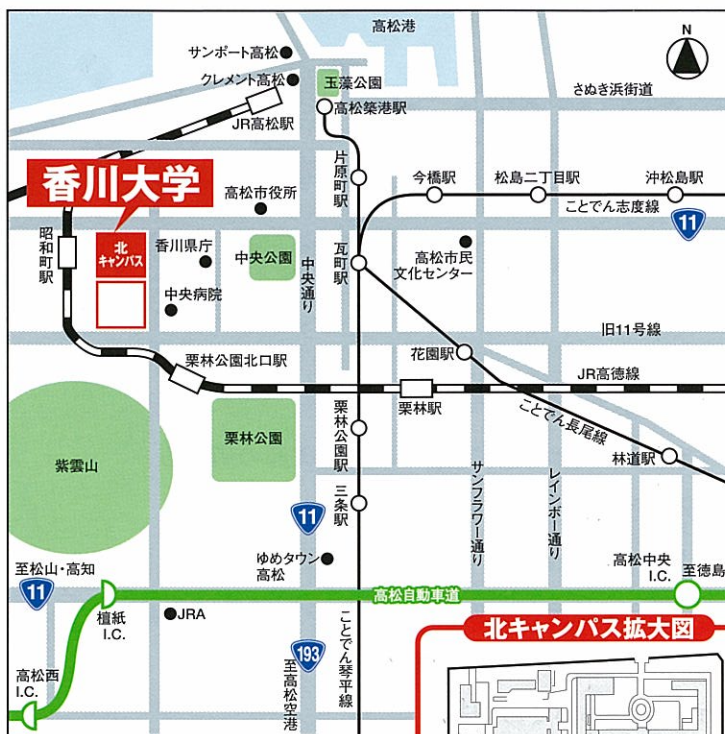 高松港
N
サンポート高松
クレメント高松
玉藻公園
さぬき浜街道
JR高松駅
高松築港駅
香川大学
片原町駅
今橋駅
松島二丁目駅
沖松島駅
高松市役所
ことでん志度線
11
昭和町駅
北
キャンパス
香川県庁
中央公園
中央通り
瓦町駅
高松市民
文化センター
中央病院
旧11号線
栗林公園北口駅
花園駅
JR高徳線
栗林駅
ことでん長尾線
紫雲山
栗林公園
栗林公園駅
林道駅
サンフラワー通り
レインボー通り
三条駅
11
ゆめタウン
高松
高松中央
I.C.
至徳島
至松山・高知
11
高松自動車道
檀紙
I.C.
JRA
193
至高松空港
ことでん琴平線
高松西
I.C.
北キャンパス拡大図